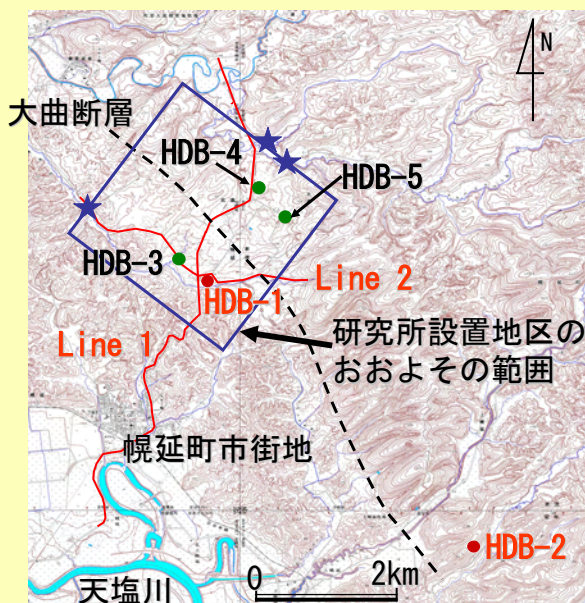 N
大曲断層
HDB-4
HDB-5
HDB-3
HDB-1
Line 2
Line 1
研究所設置地区の
おおよその範囲
幌延町市街地
HDB-2
0
2km
天塩川